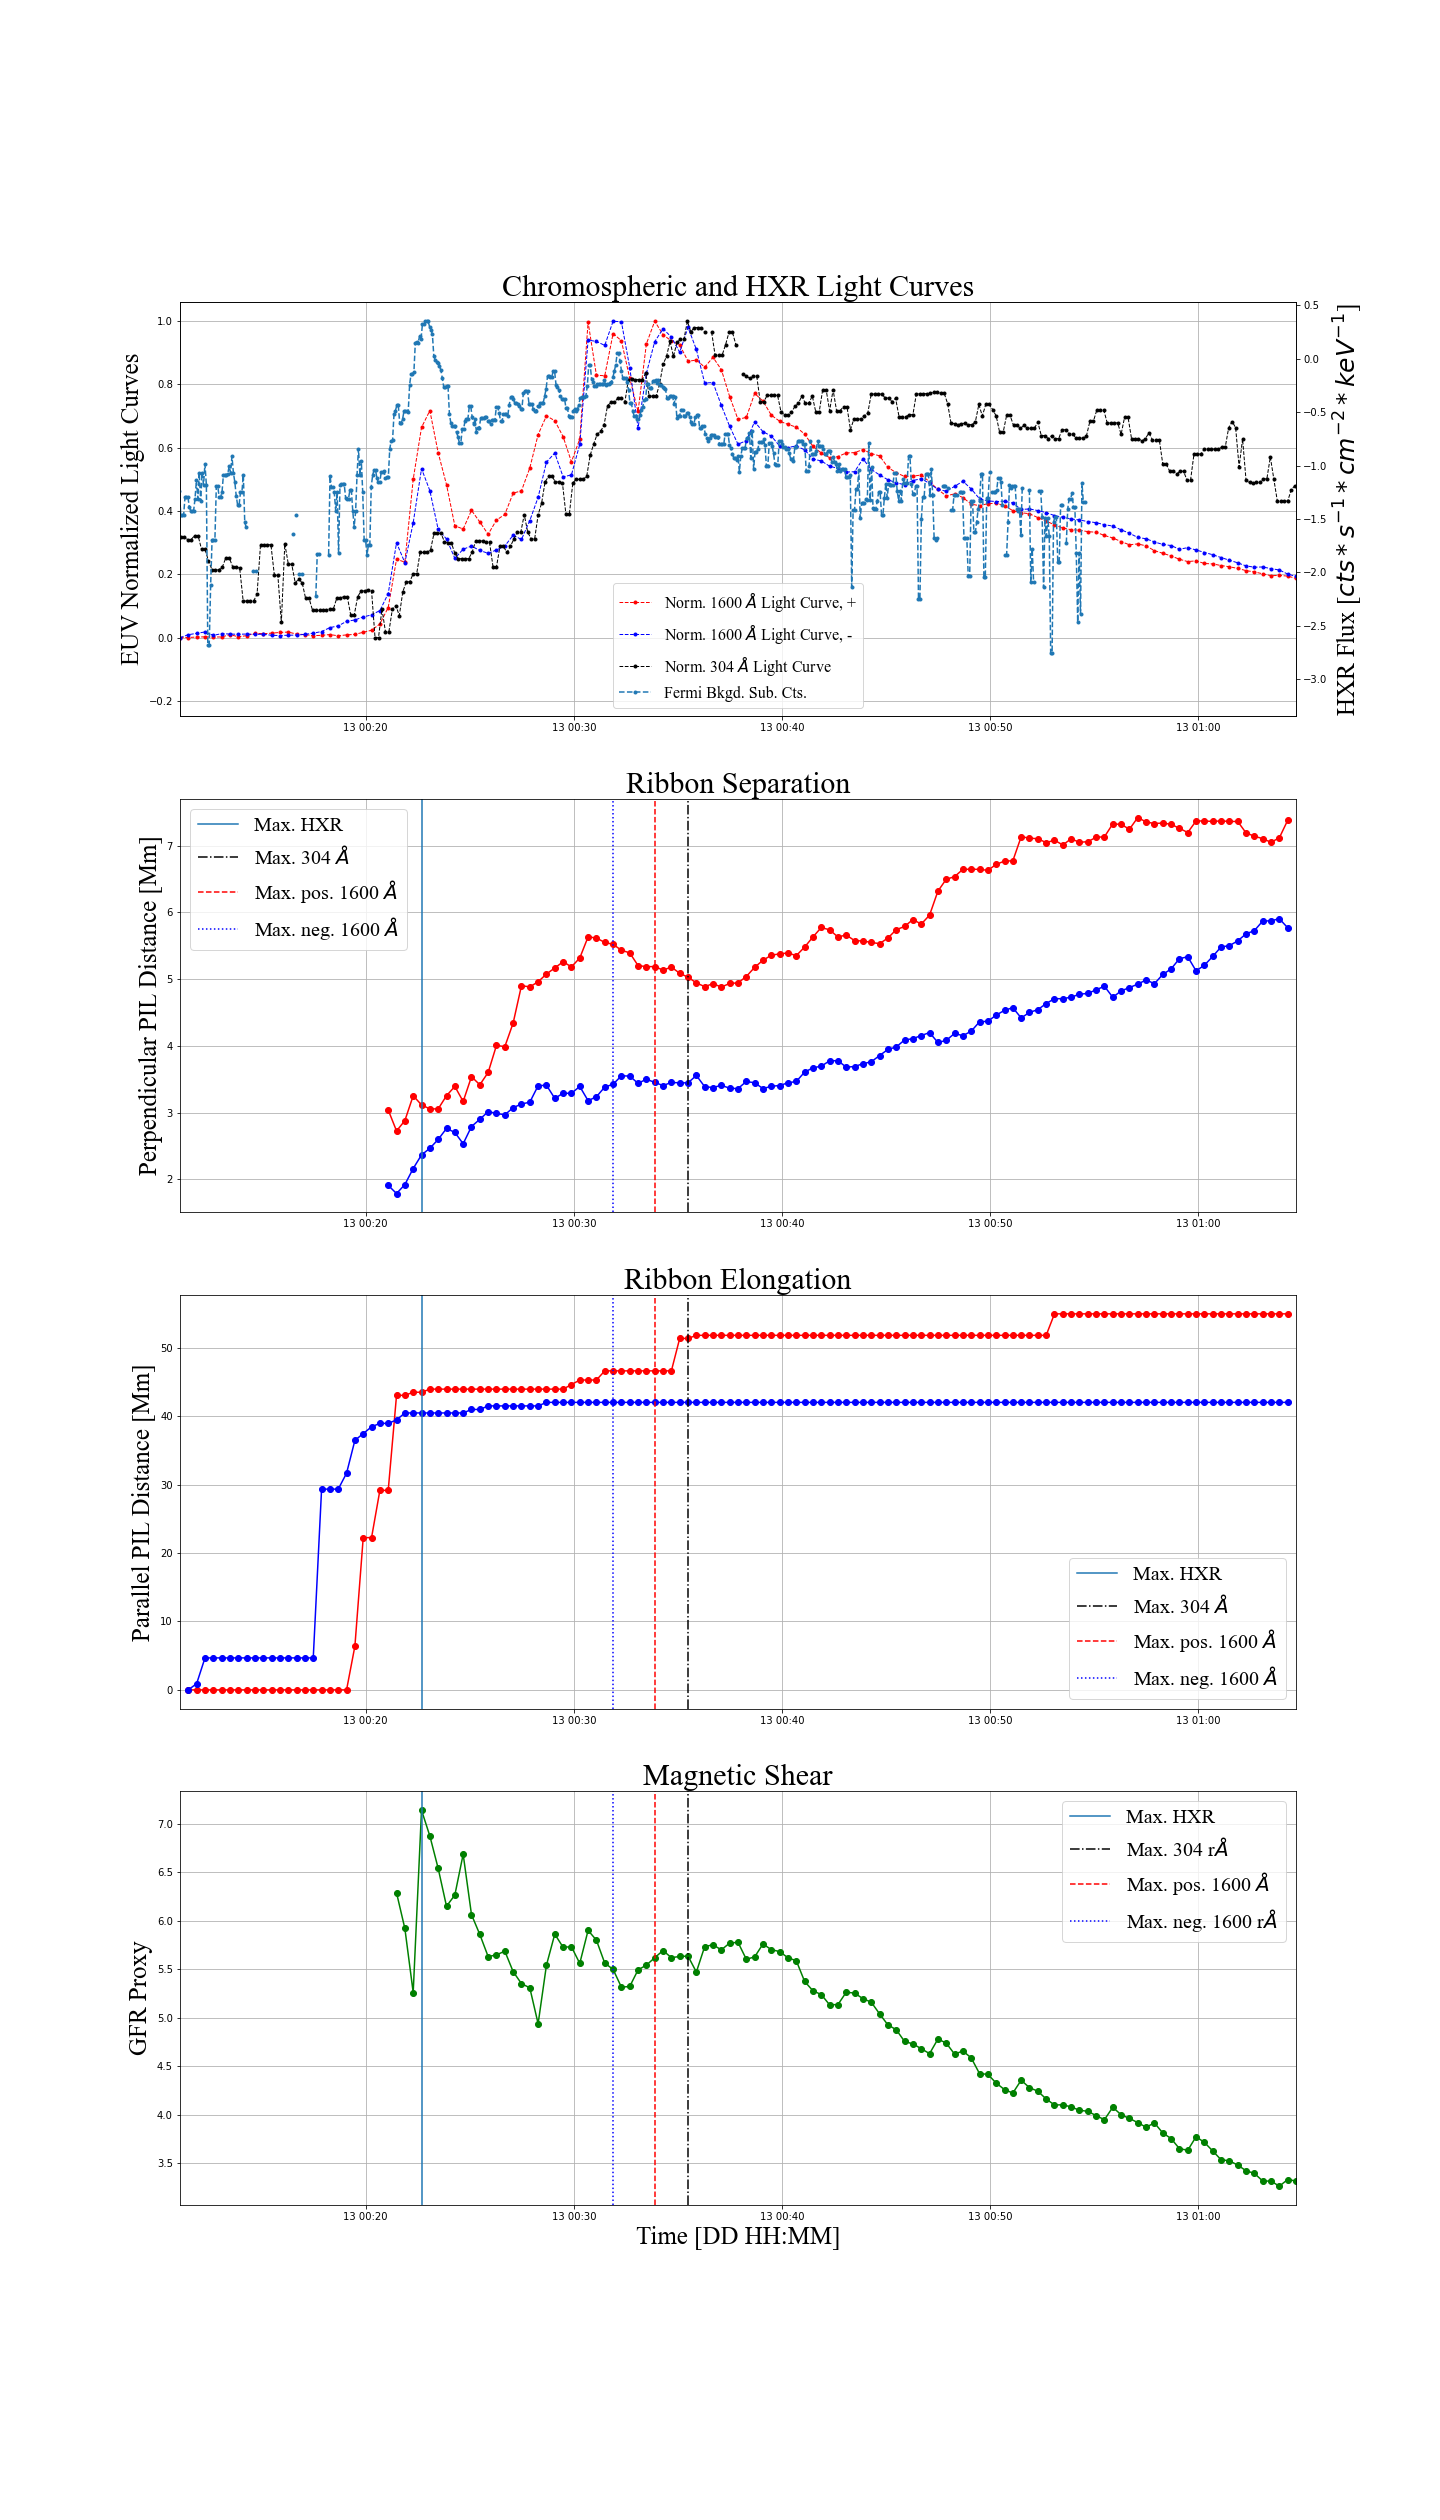 Chromospheric and HXR Light Curves
EUV Normalized Light Curves
1.0
0.8
0.6
0.4
0.2
0.0
−0.2
0.5
0.0
−0.5
−1.0
−1.5
−2.0
−2.5
−3.0
HXR Flux [cts * s⁻¹ * cm⁻² * keV⁻¹]
Norm. 1600 Å Light Curve, +
Norm. 1600 Å Light Curve, -
Norm. 304 Å Light Curve
Fermi Bkgd. Sub. Cts.
13 00:20 13 00:30 13 00:40 13 00:50 13 01:00
Ribbon Separation
Perpendicular PIL Distance [Mm]
7
6
5
4
3
2
Max. HXR
Max. 304 Å
Max. pos. 1600 Å
Max. neg. 1600 Å
13 00:20 13 00:30 13 00:40 13 00:50 13 01:00
Ribbon Elongation
Parallel PIL Distance [Mm]
50
40
30
20
10
0
Max. HXR
Max. 304 Å
Max. pos. 1600 Å
Max. neg. 1600 Å
13 00:20 13 00:30 13 00:40 13 00:50 13 01:00
Magnetic Shear
GFR Proxy
7.0
6.5
6.0
5.5
5.0
4.5
4.0
3.5
Max. HXR
Max. 304 rÅ
Max. pos. 1600 Å
Max. neg. 1600 rÅ
13 00:20 13 00:30 13 00:40 13 00:50 13 01:00
Time [DD HH:MM]